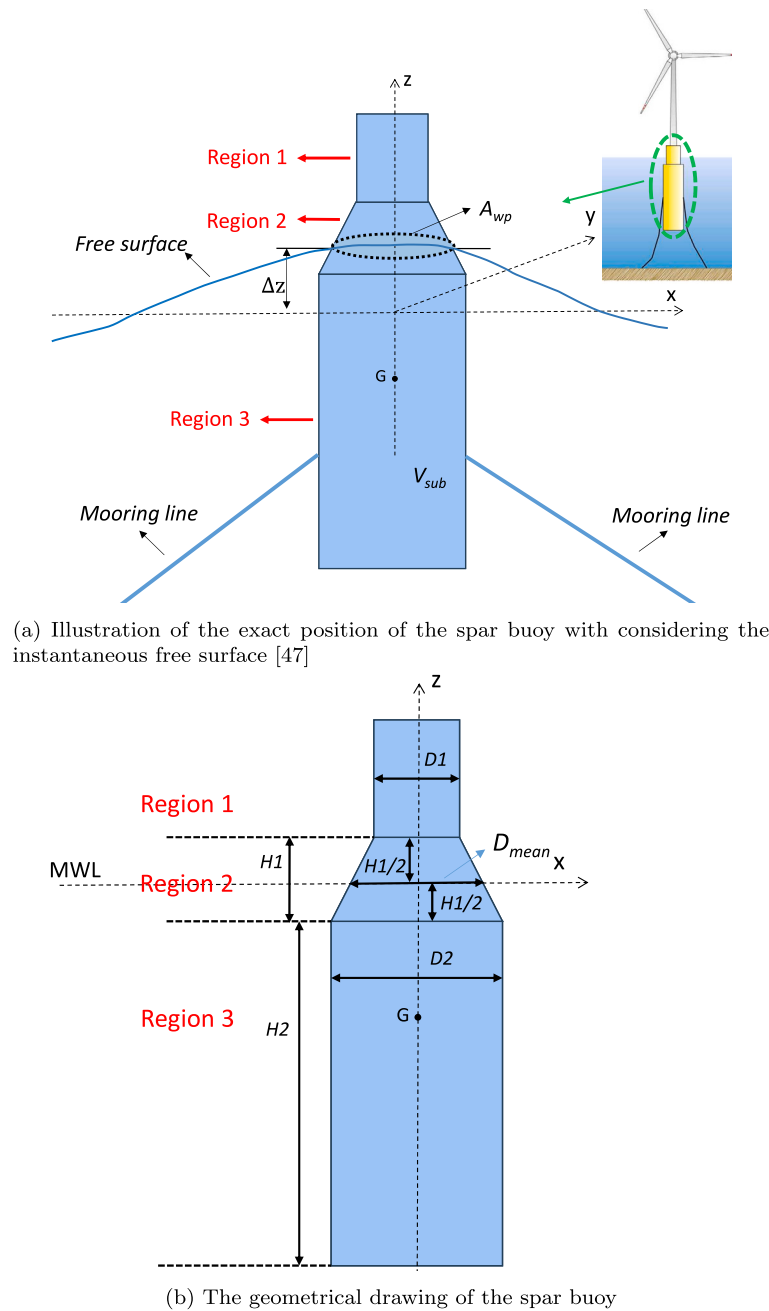 z
Region 1
Region 2
A_wp
y
Free surface
Δz
x
G
Region 3
V_sub
Mooring line
Mooring line
(a) Illustration of the exact position of the spar buoy with considering the
instantaneous free surface [47]
z
D1
Region 1
H1
H1/2
D_mean
MWL
x
Region 2
H1/2
D2
Region 3
G
H2
(b) The geometrical drawing of the spar buoy